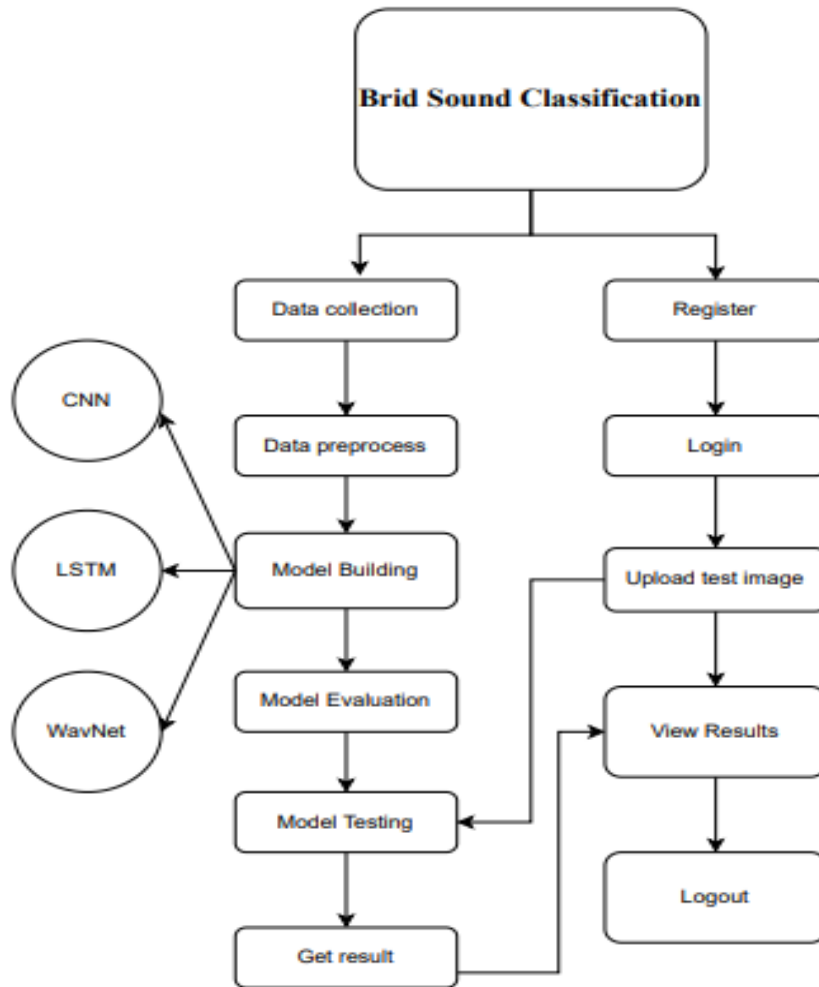 Brid Sound Classification
Data collection
Register
CNN
Data preprocess
Login
LSTM
Model Building
Upload test image
Model Evaluation
WavNet
View Results
Model Testing
Logout
Get result